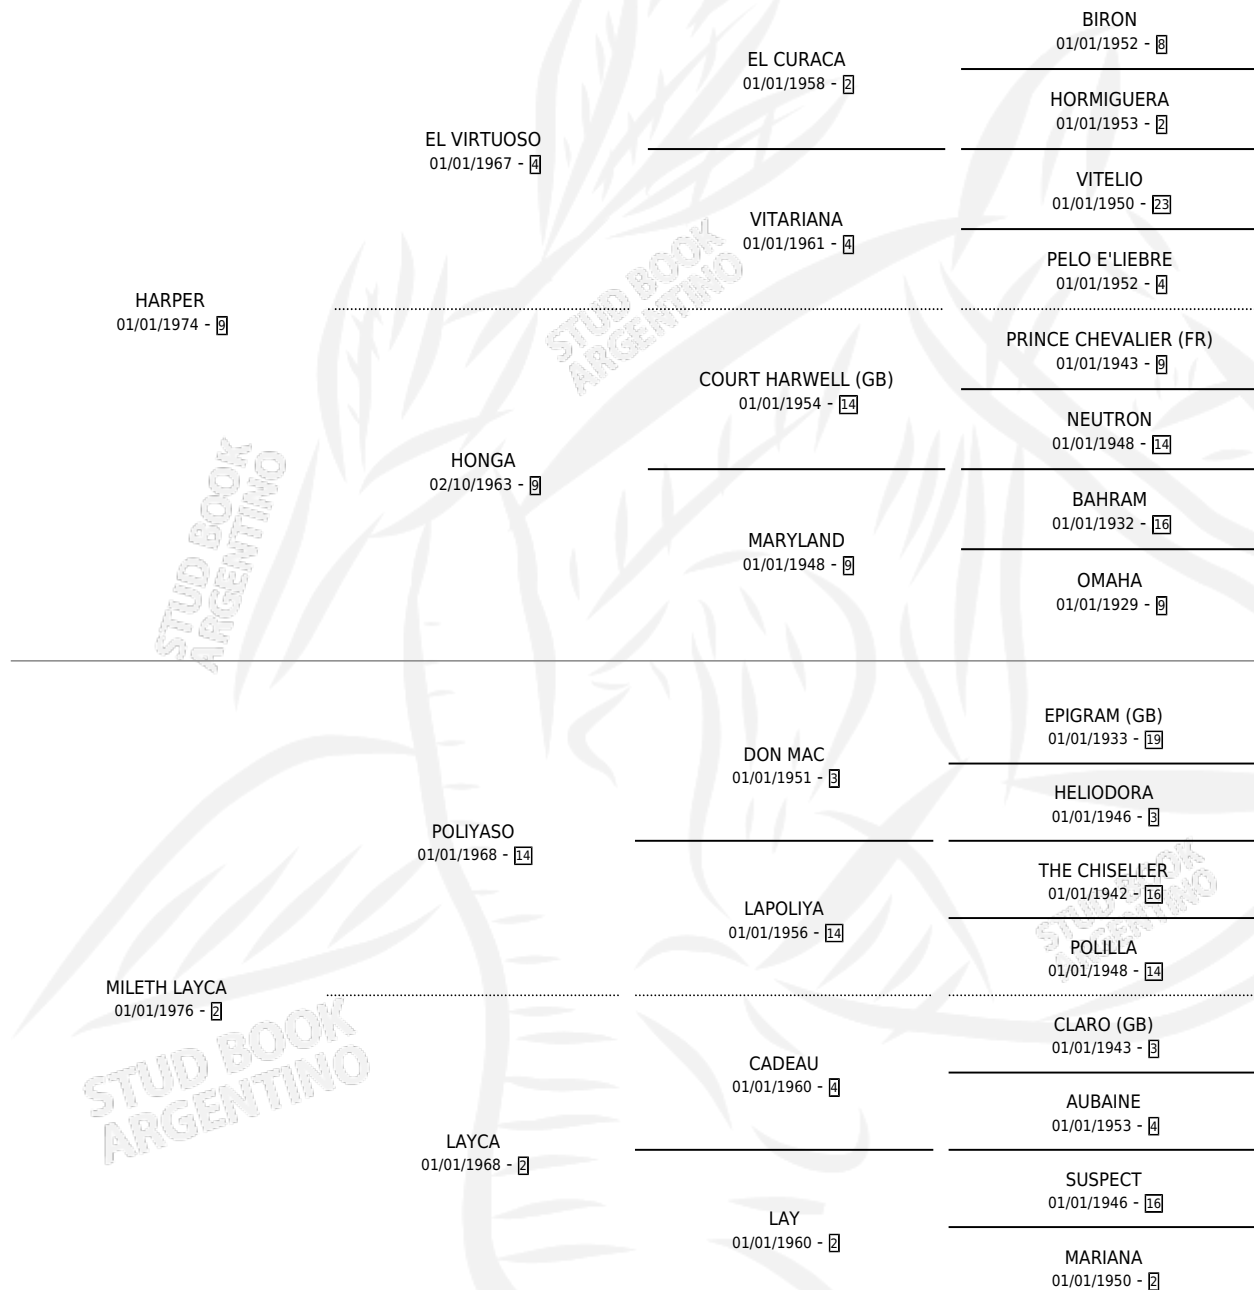 BIRON
01/01/1952 - 8
EL CURACA
01/01/1958 - 2
HORMIGUERA
01/01/1953 - 2
EL VIRTUOSO
01/01/1967 - 4
VITELIO
01/01/1950 - 23
VITARIANA
01/01/1961 - 4
PELO E'LIEBRE
01/01/1952 - 4
HARPER
01/01/1974 - 9
PRINCE CHEVALIER (FR)
01/01/1943 - 9
COURT HARWELL (GB)
01/01/1954 - 14
NEUTRON
01/01/1948 - 14
HONGA
02/10/1963 - 9
BAHRAM
01/01/1932 - 16
MARYLAND
01/01/1948 - 9
OMAHA
01/01/1929 - 9
EPIGRAM (GB)
01/01/1933 - 19
DON MAC
01/01/1951 - 3
HELIODORA
01/01/1946 - 3
POLIYASO
01/01/1968 - 14
THE CHISELLER
01/01/1942 - 16
LAPOLIYA
01/01/1956 - 14
POLILLA
01/01/1948 - 14
MILETH LAYCA
01/01/1976 - 2
CLARO (GB)
01/01/1943 - 3
CADEAU
01/01/1960 - 4
AUBAINE
01/01/1953 - 4
LAYCA
01/01/1968 - 2
SUSPECT
01/01/1946 - 16
LAY
01/01/1960 - 2
MARIANA
01/01/1950 - 2
STUD BOOK
ARGENTINO
STUD BOOK
ARGENTINO
STUD BOOK
ARGENTINO
STUD BOOK
ARGENTINO